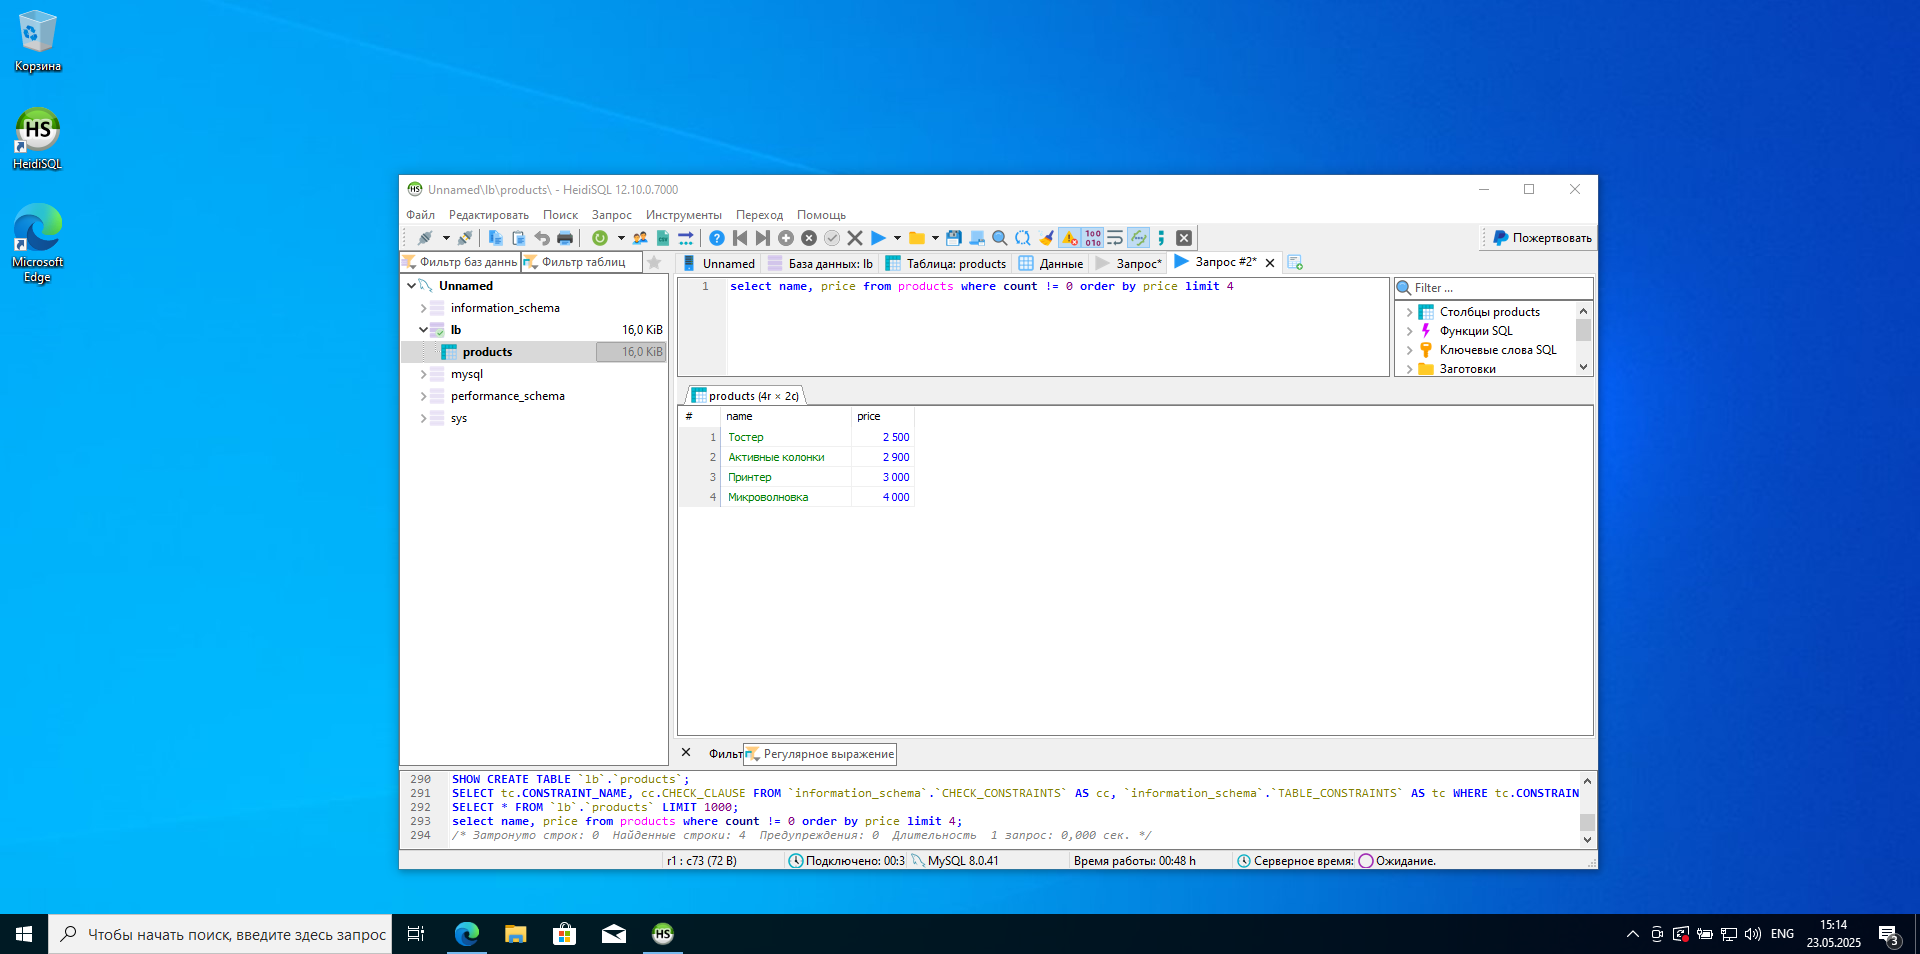 Корзина
HeidiSQL
Microsoft
Edge
Unnamed\lb\products\ - HeidiSQL 12.10.0.7000
Файл Редактировать Поиск Запрос Инструменты Переход Помощь
Пожертвовать
Фильтр баз даннь Фильтр таблиц
Unnamed База данных: lb Таблица: products Данные Запрос* Запрос #2*
Unnamed
information_schema
lb 16,0 KiB
products 16,0 KiB
mysql
performance_schema
sys
1 select name, price from products where count != 0 order by price limit 4
Filter ...
Столбцы products
Функции SQL
Ключевые слова SQL
Заготовки
products (4r × 2c)
# name price
1 Тостер 2 500
2 Активные колонки 2 900
3 Принтер 3 000
4 Микроволновка 4 000
Фильт Регулярное выражение
290 SHOW CREATE TABLE `lb`.`products`;
291 SELECT tc.CONSTRAINT_NAME, cc.CHECK_CLAUSE FROM `information_schema`.`CHECK_CONSTRAINTS` AS cc, `information_schema`.`TABLE_CONSTRAINTS` AS tc WHERE tc.CONSTRAIN
292 SELECT * FROM `lb`.`products` LIMIT 1000;
293 select name, price from products where count != 0 order by price limit 4;
294 /* Затронуто строк: 0 Найденные строки: 4 Предупреждения: 0 Длительность 1 запрос: 0,000 сек. */
r1 : c73 (72 B) Подключено: 00:3 MySQL 8.0.41 Время работы: 00:48 h Серверное время: Ожидание.
Чтобы начать поиск, введите здесь запрос
HS
ENG
15:14
23.05.2025
3